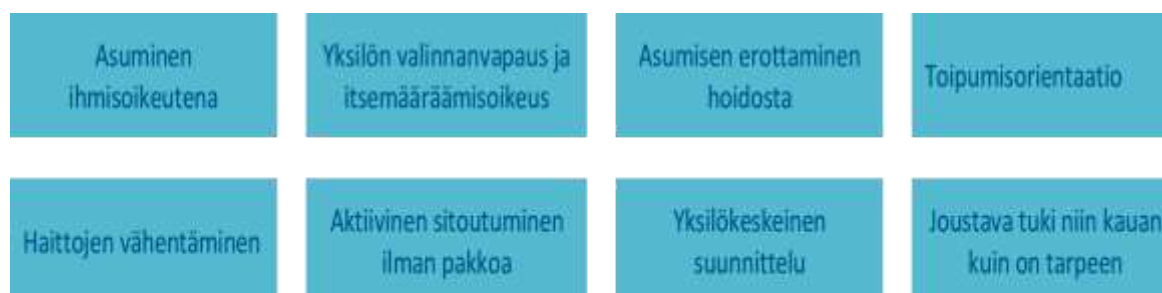 Asuminen
ihmisoikeutena
Yksilön valinnanvapaus ja
itsemääräämisoikeus
Asumisen erottaminen
hoidosta
Toipumisorientaatio
Haittojen vähentäminen
Aktiivinen sitoutuminen
ilman pakkoa
Yksilökeskeinen
suunnittelu
Joustava tuki niin kauan
kuin on tarpeen